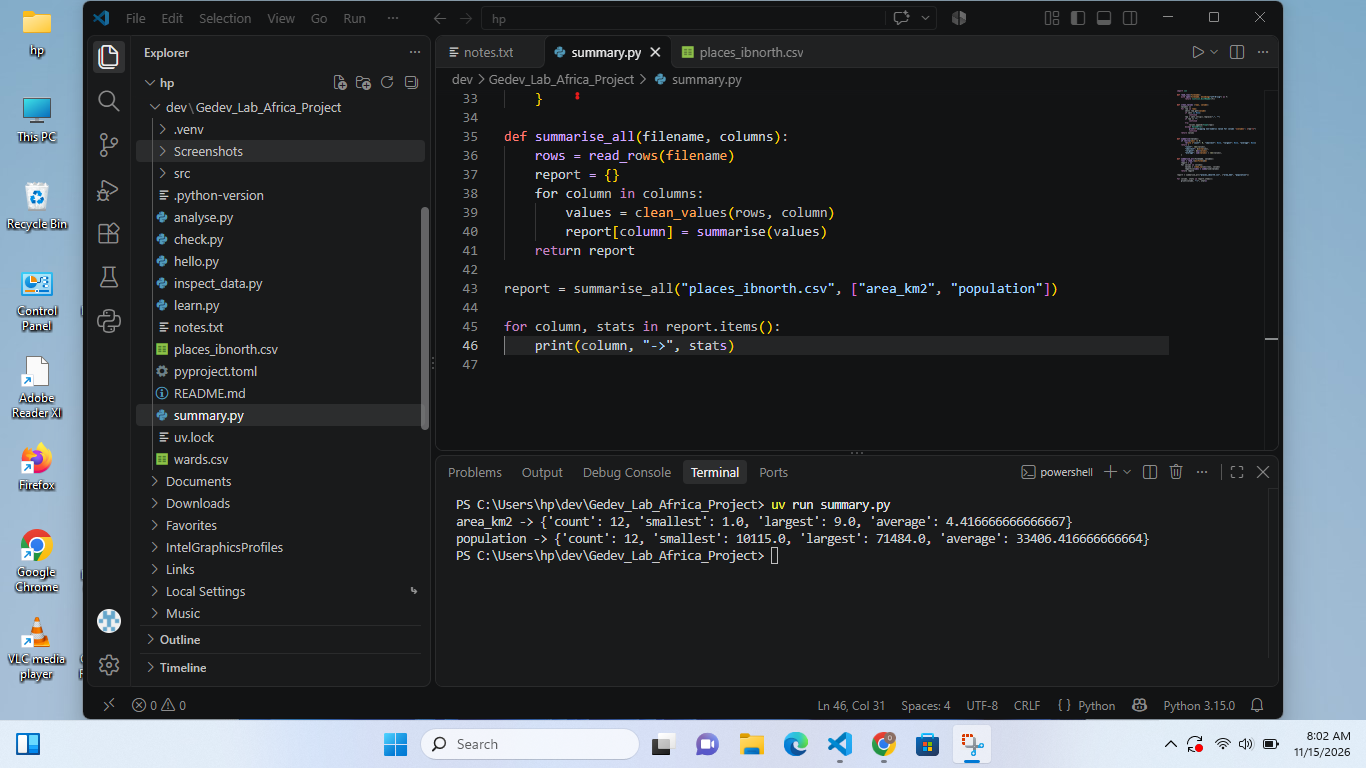 hp
This PC
Recycle Bin
Control
Panel
Adobe
Reader XI
Firefox
Google
Chrome
VLC media
player
File Edit Selection View Go Run ···
hp
Explorer
hp
dev\Gedev_Lab_Africa_Project
.venv
Screenshots
src
.python-version
analyse.py
check.py
hello.py
inspect_data.py
learn.py
notes.txt
places_ibnorth.csv
pyproject.toml
README.md
summary.py
uv.lock
wards.csv
Documents
Downloads
Favorites
IntelGraphicsProfiles
Links
Local Settings
Music
Outline
Timeline
notes.txt summary.py places_ibnorth.csv
dev > Gedev_Lab_Africa_Project > summary.py
33 }
34
35 def summarise_all(filename, columns):
36 rows = read_rows(filename)
37 report = {}
38 for column in columns:
39 values = clean_values(rows, column)
40 report[column] = summarise(values)
41 return report
42
43 report = summarise_all("places_ibnorth.csv", ["area_km2", "population"])
44
45 for column, stats in report.items():
46 print(column, "->", stats)
47
Problems Output Debug Console Terminal Ports
powershell
PS C:\Users\hp\dev\Gedev_Lab_Africa_Project> uv run summary.py
area_km2 -> {'count': 12, 'smallest': 1.0, 'largest': 9.0, 'average': 4.416666666666667}
population -> {'count': 12, 'smallest': 10115.0, 'largest': 71484.0, 'average': 33406.416666666664}
PS C:\Users\hp\dev\Gedev_Lab_Africa_Project>
0 0
Ln 46, Col 31 Spaces: 4 UTF-8 CRLF { } Python Python 3.15.0
Search
8:02 AM
11/15/2026